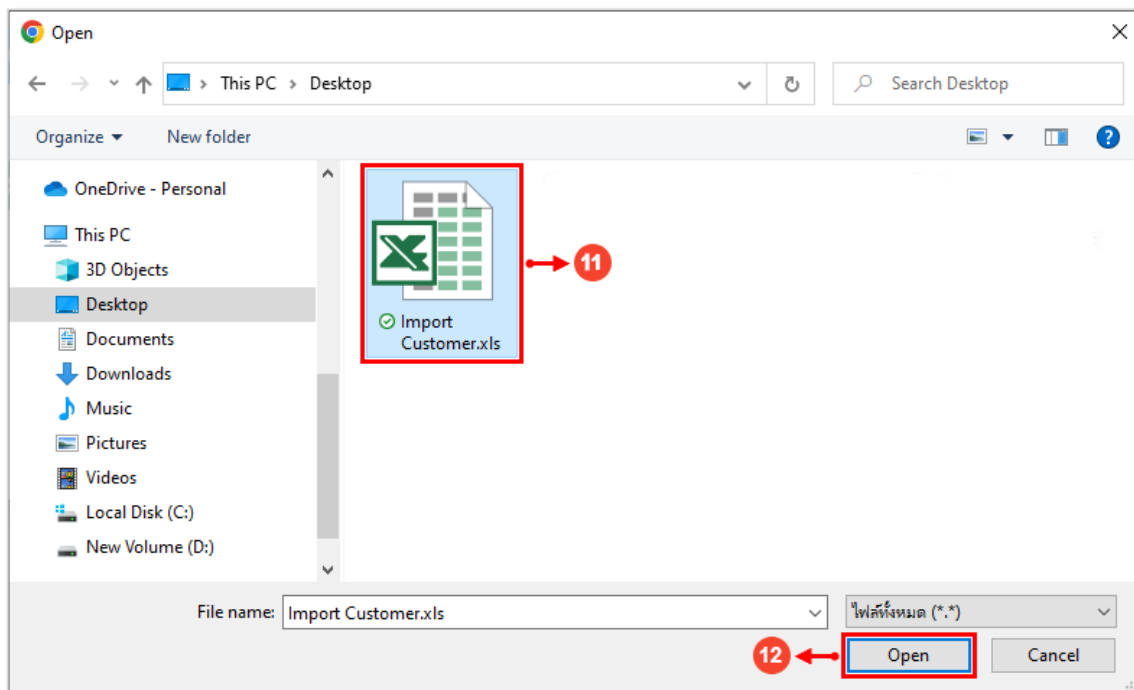 Open
This PC > Desktop
Search Desktop
Organize
New folder
?
OneDrive - Personal
This PC
3D Objects
Desktop
Documents
Downloads
Music
Pictures
Videos
Local Disk (C:)
New Volume (D:)
Import
Customer.xls
11
File name: Import Customer.xls
ไฟล์ทั้งหมด (*.*)
12
Open
Cancel